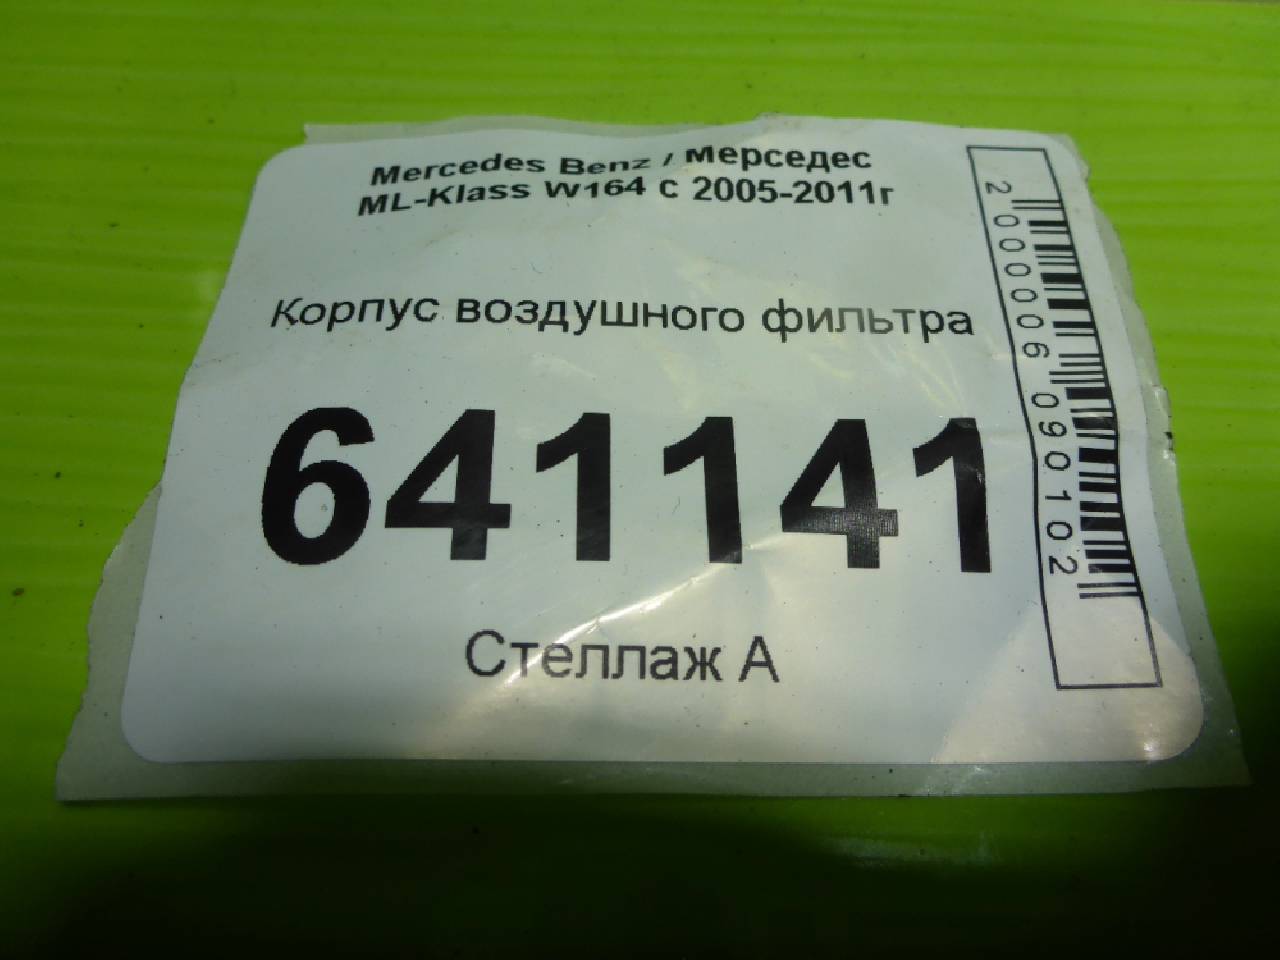 Mercedes Benz / Мерседес
ML-Klass W164 с 2005-2011г
Корпус воздушного фильтра
641141
Стеллаж А
2000006090102